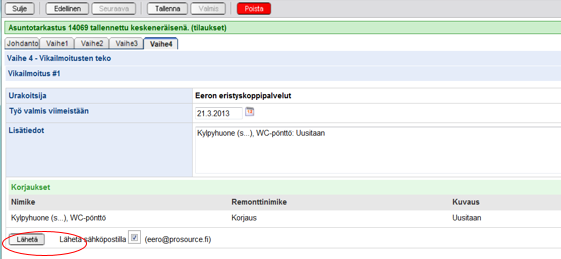 Sulje Edellinen Seuraava Tallenna Valmis Poista
Asuntotarkastus 14069 tallennettu keskeneräisenä. (tilaukset)
Johdanto Vaihe1 Vaihe2 Vaihe3 Vaihe4
Vaihe 4 - Vikailmoitusten teko
Vikailmoitus #1
Urakoitsija Eeron eristyskoppipalvelut
Työ valmis viimeistään 21.3.2013
Lisätiedot Kylpyhuone (s...), WC-pönttö: Uusitaan
Korjaukset
Nimike Remonttinimike Kuvaus
Kylpyhuone (s...), WC-pönttö Korjaus Uusitaan
Lähetä Lähetä sähköpostilla (eero@prosource.fi)